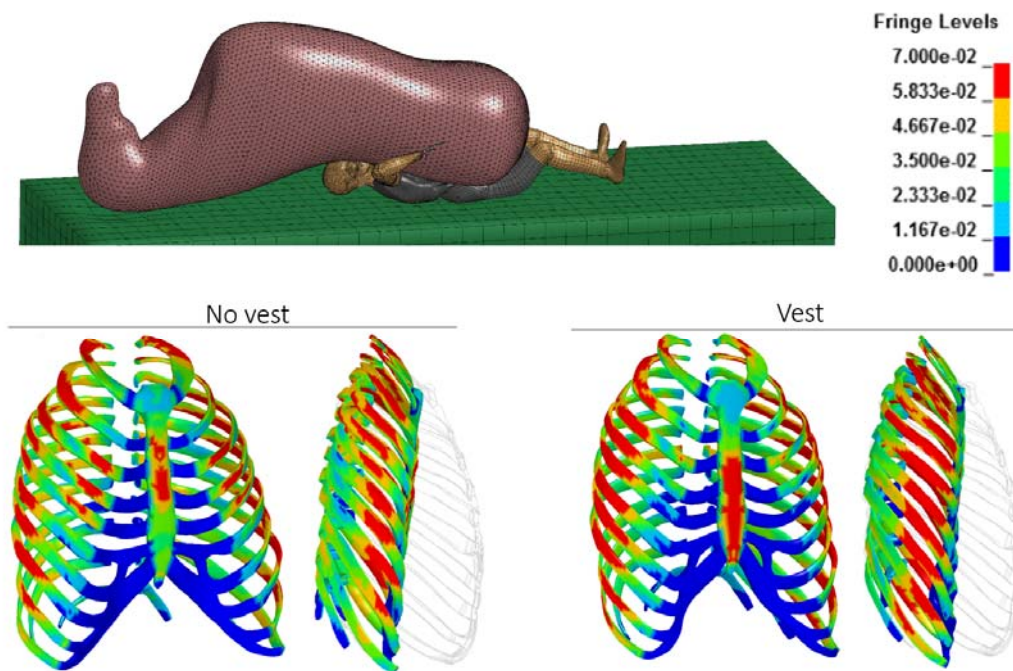 Fringe Levels
7.000e-02
5.833e-02
4.667e-02
3.500e-02
2.333e-02
1.167e-02
0.000e+00
No vest
Vest